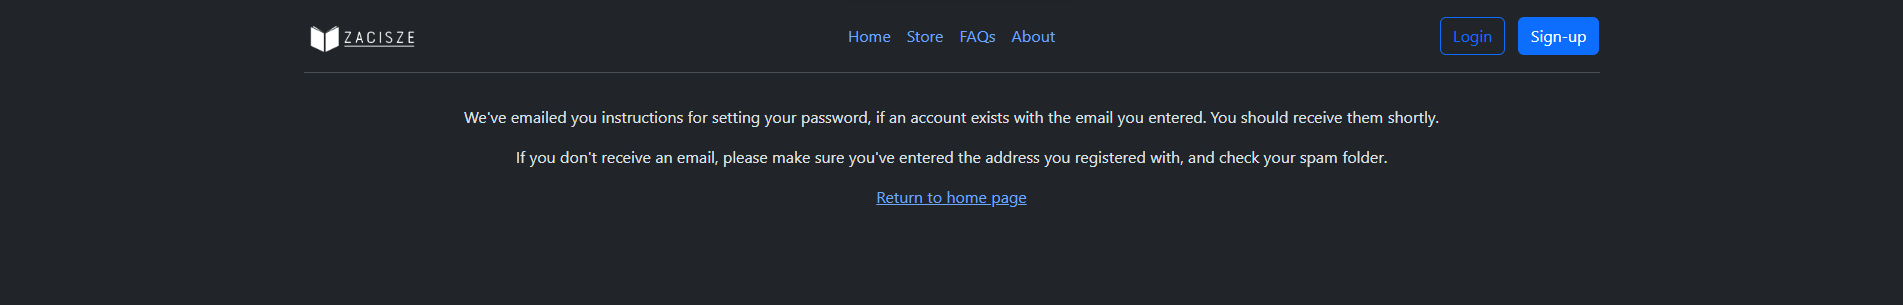 ZACISZE
Home Store FAQs About
Login Sign-up
We've emailed you instructions for setting your password, if an account exists with the email you entered. You should receive them shortly.
If you don't receive an email, please make sure you've entered the address you registered with, and check your spam folder.
Return to home page